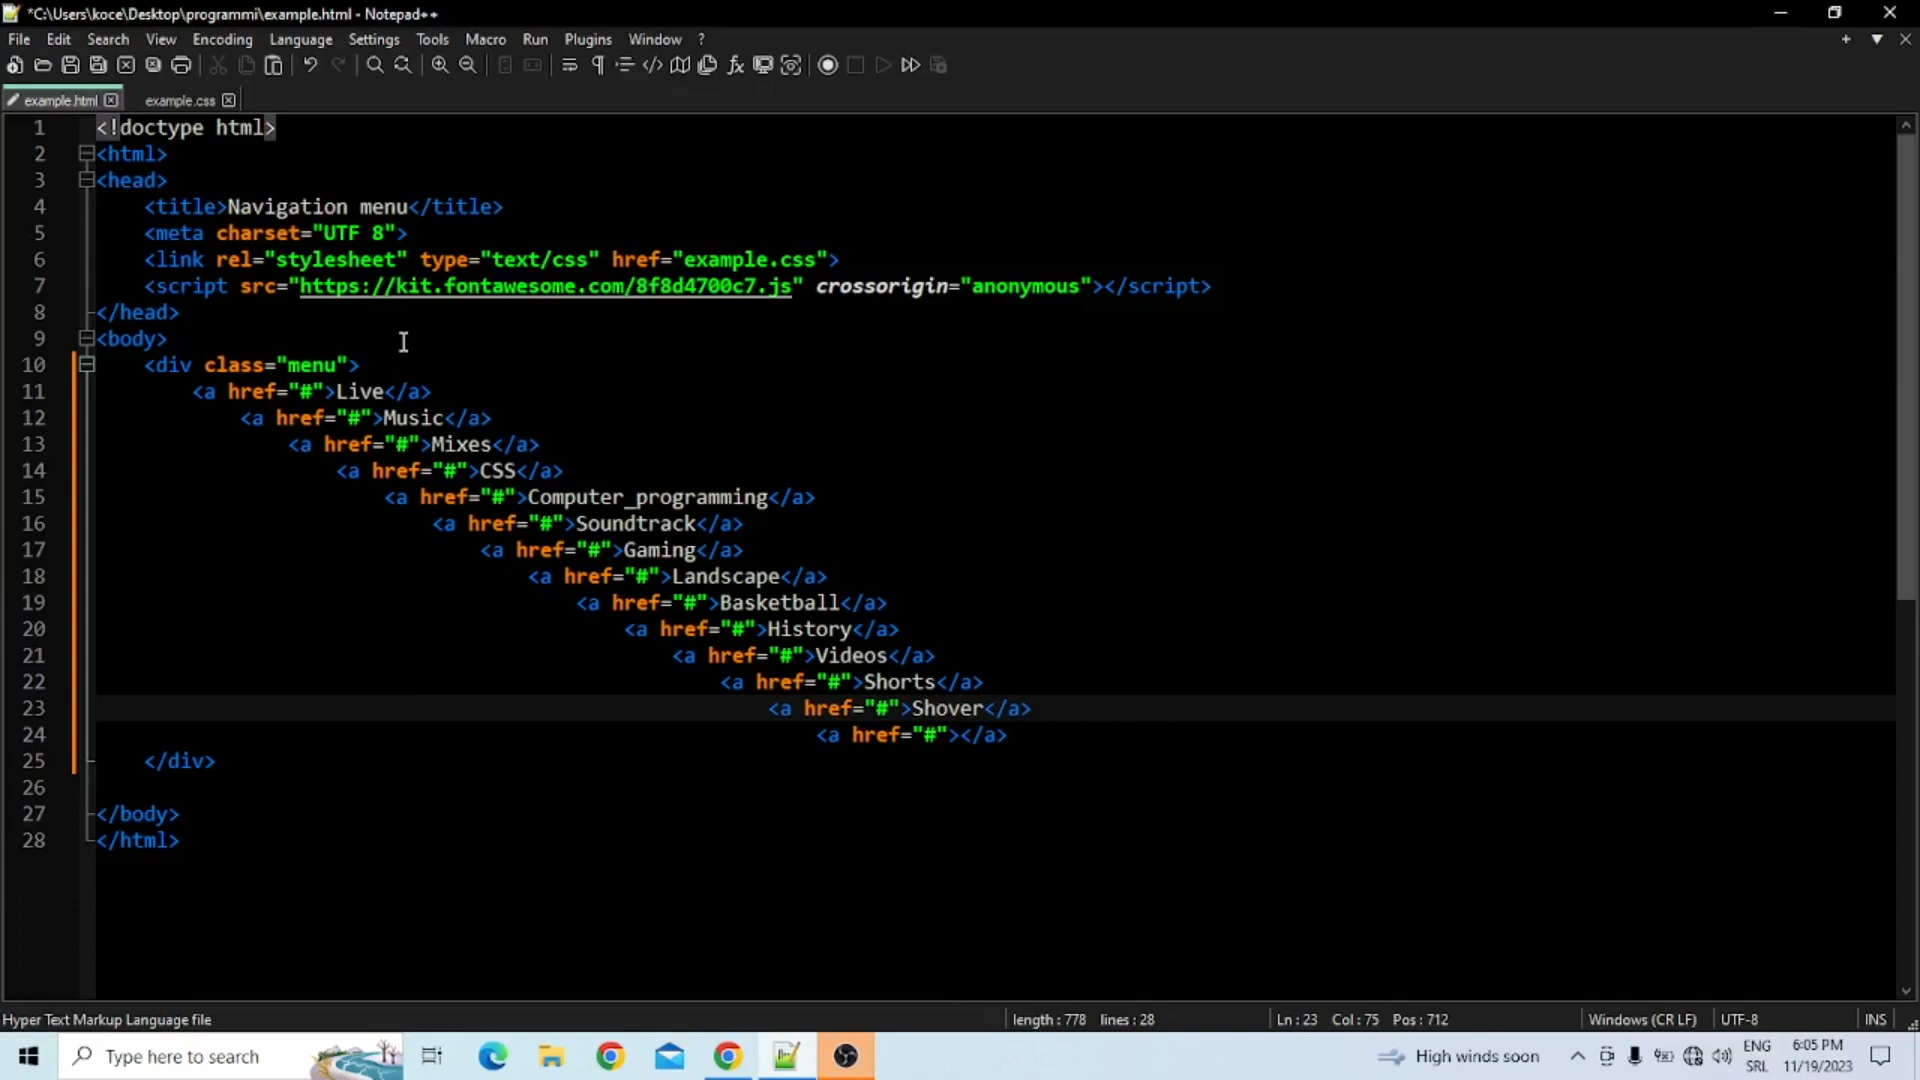 *C:\Users\koce\Desktop\programmi\example.html - Notepad++
File Edit Search View Encoding Language Settings Tools Macro Run Plugins Window ?
example.html example.css
1 <!doctype html>
2 <html>
3 <head>
4 <title>Navigation menu</title>
5 <meta charset="UTF 8">
6 <link rel="stylesheet" type="text/css" href="example.css">
7 <script src="https://kit.fontawesome.com/8f8d4700c7.js" crossorigin="anonymous"></script>
8 </head>
9 <body>
10 <div class="menu">
11 <a href="#">Live</a>
12 <a href="#">Music</a>
13 <a href="#">Mixes</a>
14 <a href="#">CSS</a>
15 <a href="#">Computer_programming</a>
16 <a href="#">Soundtrack</a>
17 <a href="#">Gaming</a>
18 <a href="#">Landscape</a>
19 <a href="#">Basketball</a>
20 <a href="#">History</a>
21 <a href="#">Videos</a>
22 <a href="#">Shorts</a>
23 <a href="#">Shover</a>
24 <a href="#"></a>
25 </div>
26
27 </body>
28 </html>
Hyper Text Markup Language file length : 778 lines : 28 Ln : 23 Col : 75 Pos : 712 Windows (CR LF) UTF-8 INS
Type here to search High winds soon ENG 6:05 PM
SRL 11/19/2023